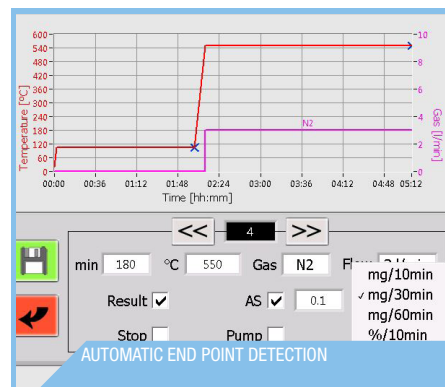 600
540
480
420
360
300
240
180
120
60
0
Temperature [ºC]
10
8
6
4
2
0
Gas [l/min]
N2
00:00 00:36 01:12 01:48 02:24 03:00 03:36 04:12 04:48 05:12
Time [hh:mm]
<< 4 >>
min 180 ºC 550 Gas N2
mg/10min
Result ✓ AS ✓ 0.1 ✓ mg/30min
mg/60min
Stop Pump %/10min
AUTOMATIC END POINT DETECTION